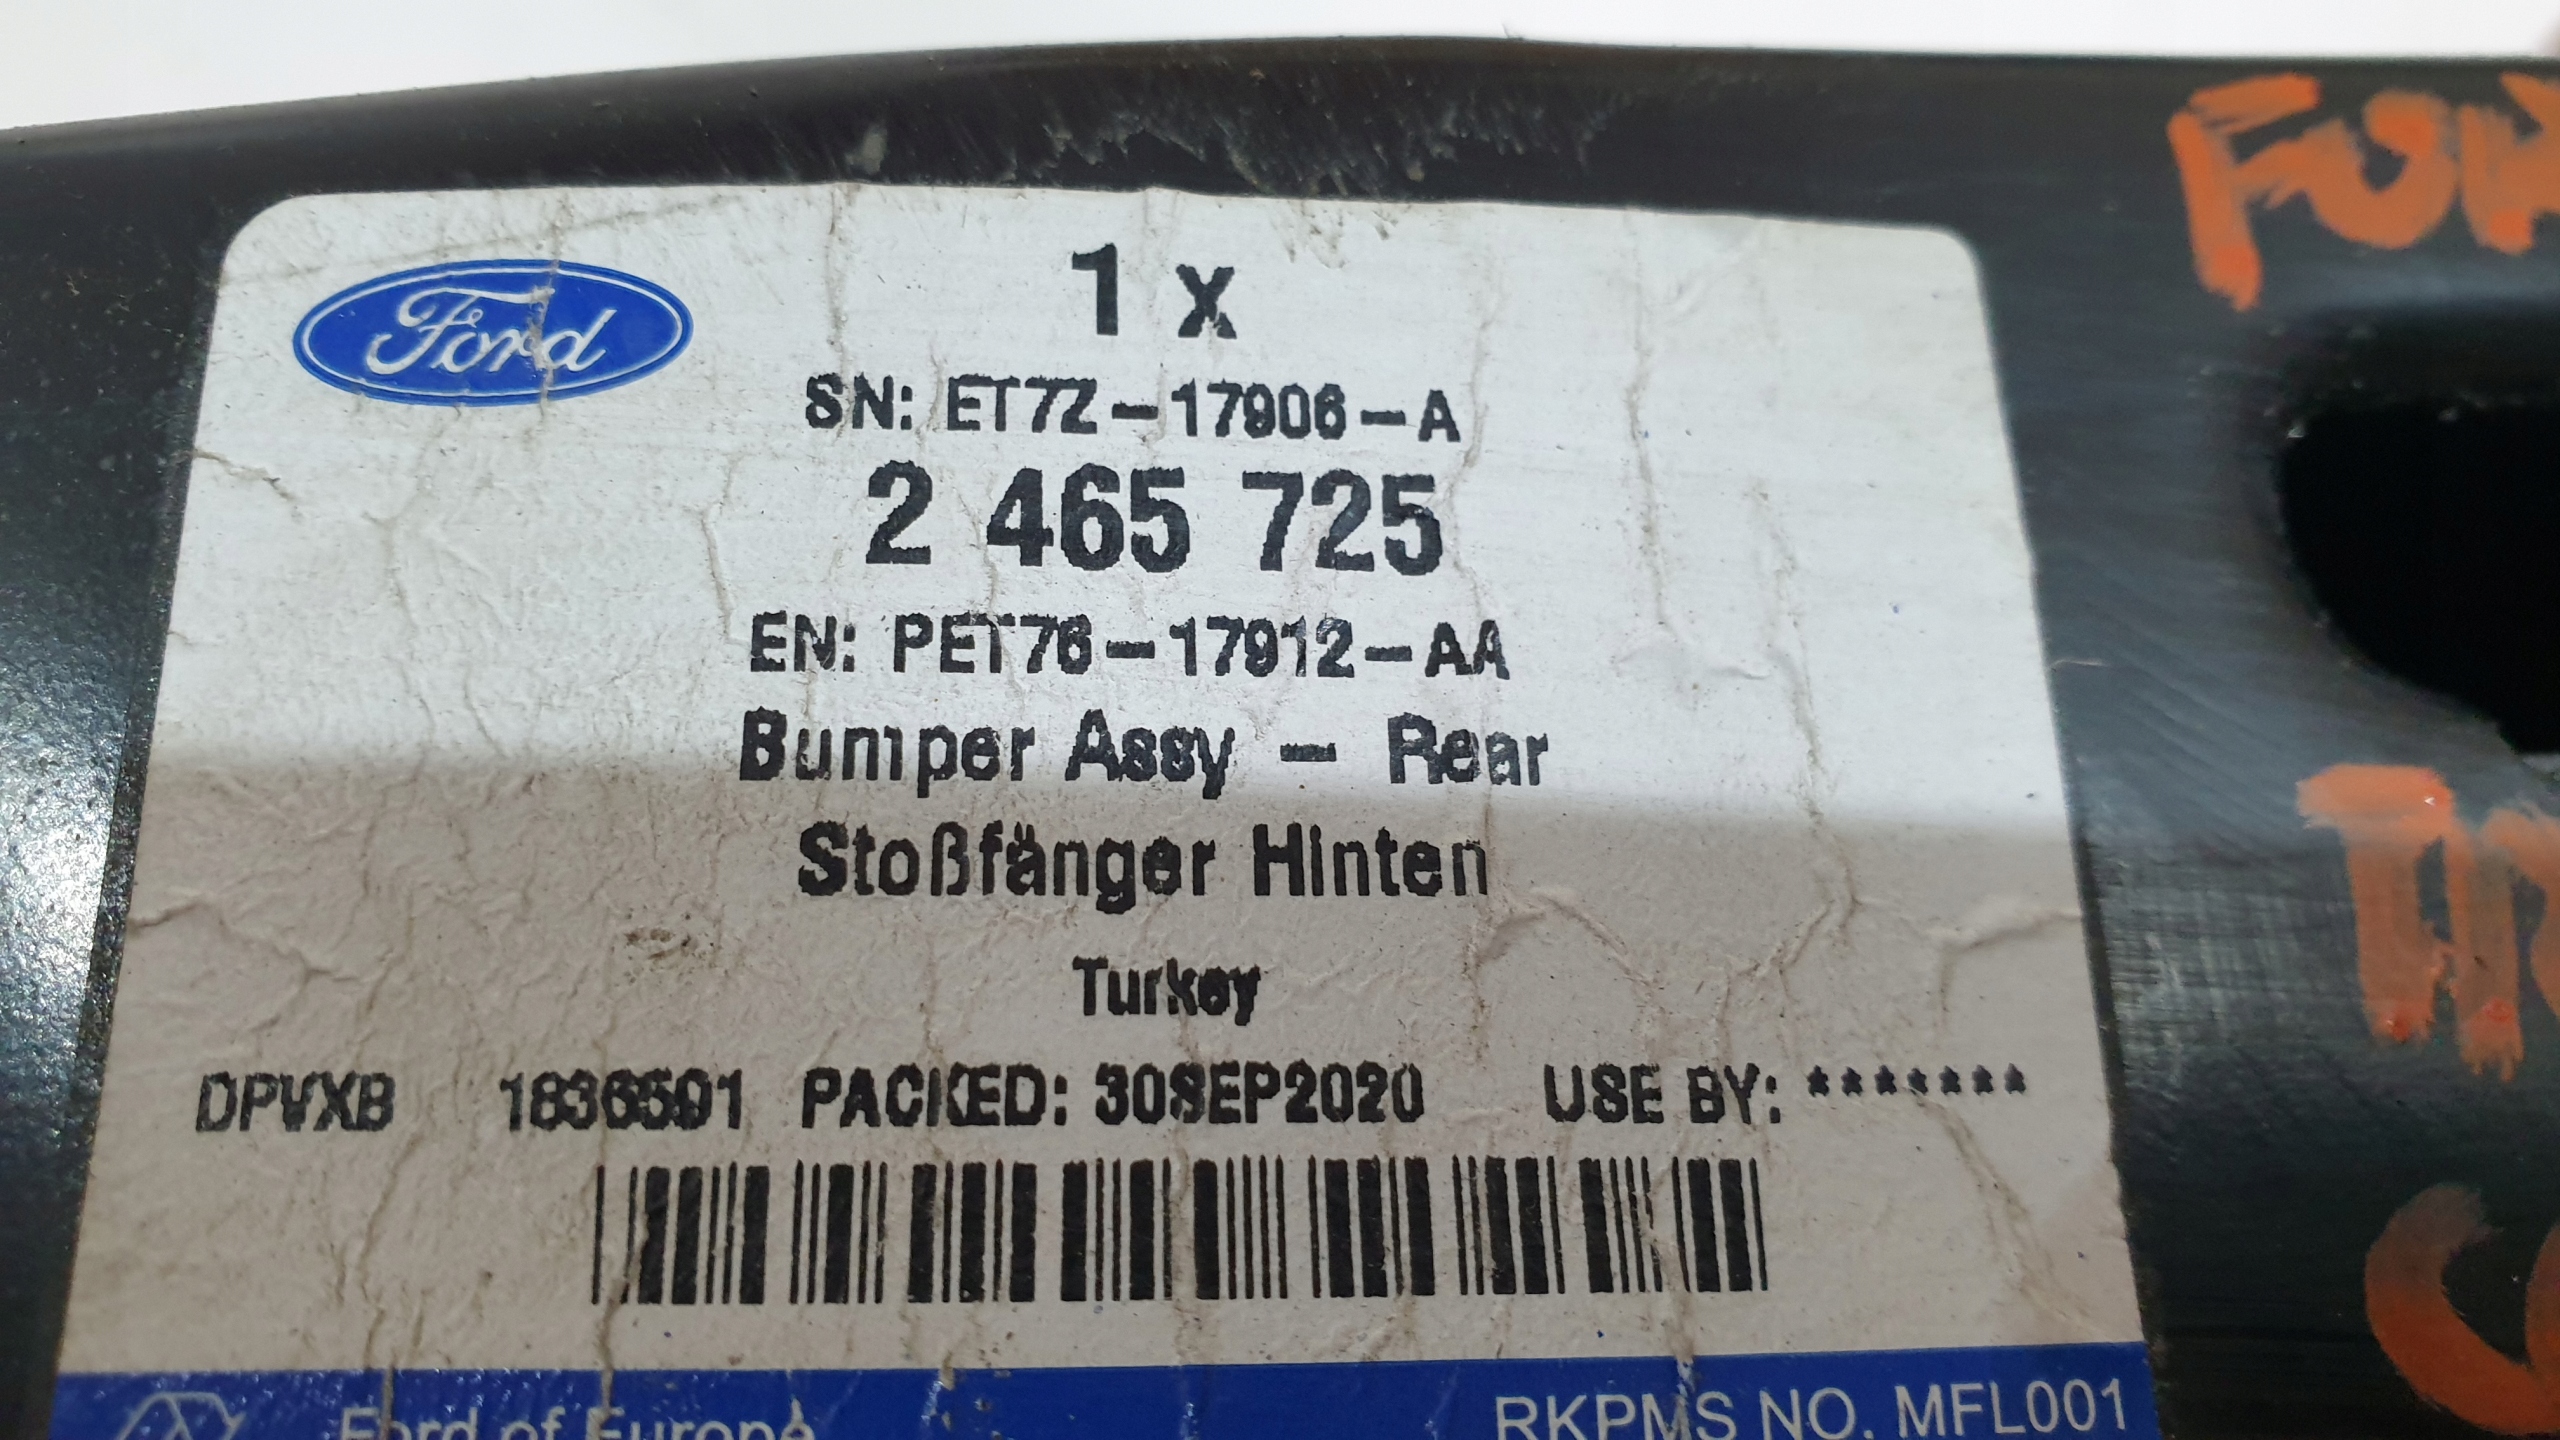 Ford
1 x
SN: ET7Z-17906-A
2 465 725
EN: PET76-17912-AA
Bumper Assy - Rear
Stoßfänger Hinten
Turkey
DPVXB 1836591 PACKED: 30SEP2020 USE BY: *******
Ford of Europe
RKPMS NO. MFL001